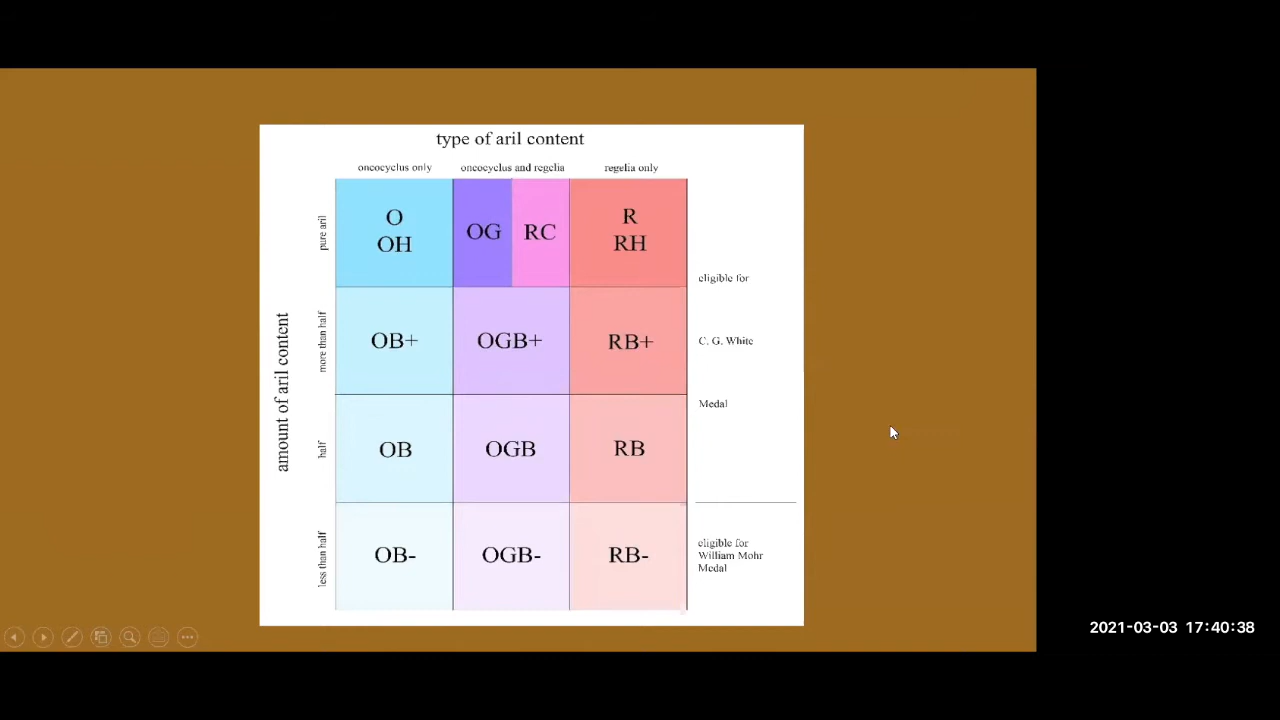 type of aril content
oncocyclus only
oncocyclus and regelia
regelia only
amount of aril content
pure aril
O
OH
OG
RC
R
RH
eligible for
more than half
OB+
OGB+
RB+
C. G. White
Medal
half
OB
OGB
RB
less than half
OB-
OGB-
RB-
eligible for
William Mohr
Medal
2021-03-03 17:40:38